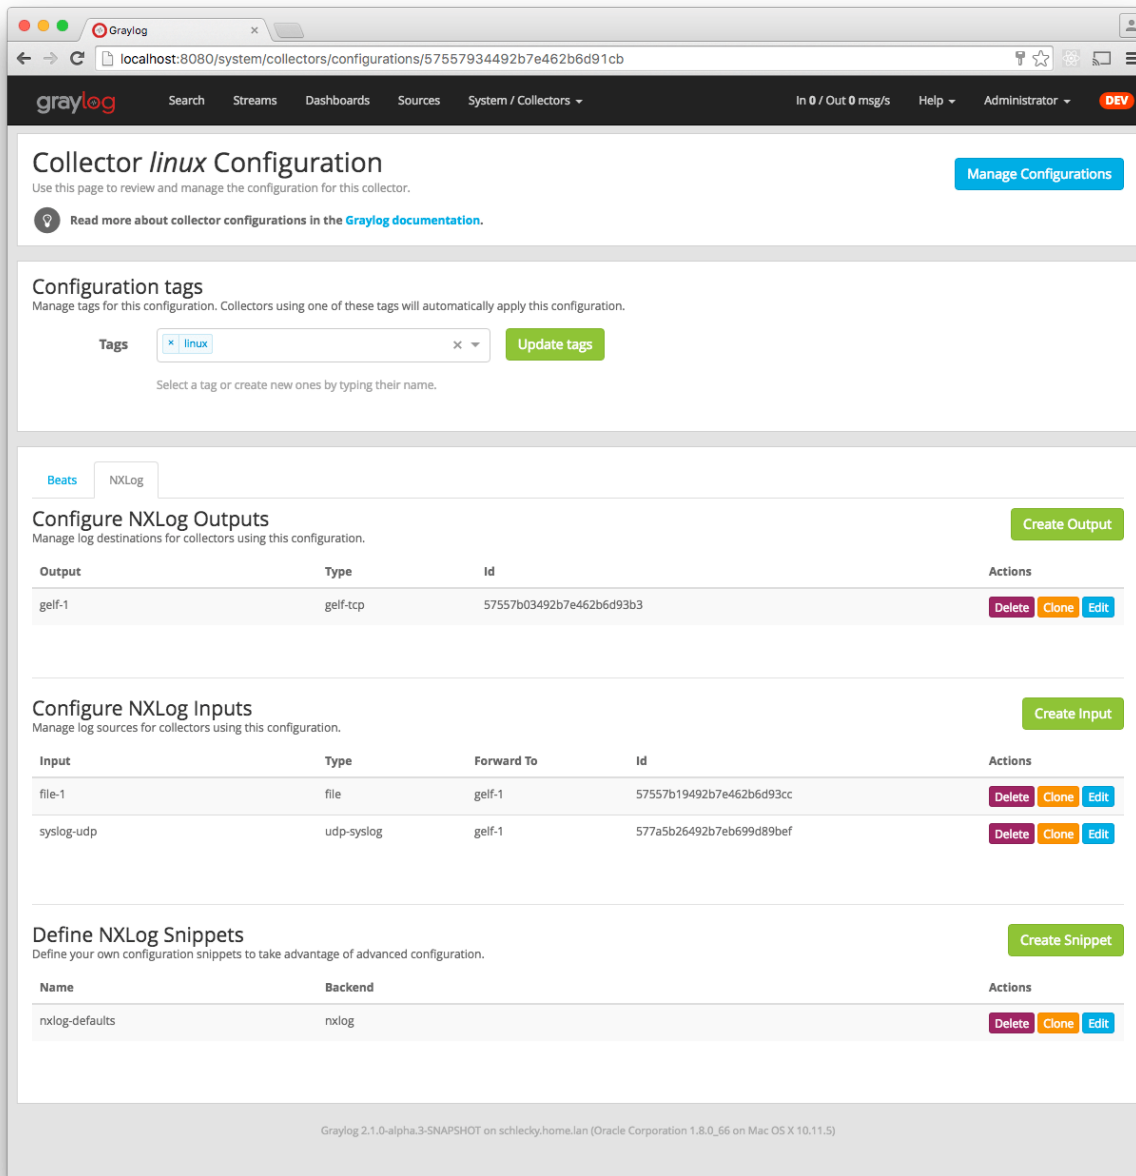 Graylog
localhost:8080/system/collectors/configurations/57557934492b7e462b6d91cb
graylog Search Streams Dashboards Sources System / Collectors In 0 / Out 0 msg/s Help Administrator DEV
Collector linux Configuration
Manage Configurations
Use this page to review and manage the configuration for this collector.
Read more about collector configurations in the Graylog documentation.
Configuration tags
Manage tags for this configuration. Collectors using one of these tags will automatically apply this configuration.
Tags × linux Update tags
Select a tag or create new ones by typing their name.
Beats NXLog
Configure NXLog Outputs
Create Output
Manage log destinations for collectors using this configuration.
Output Type Id Actions
gelf-1 gelf-tcp 57557b03492b7e462b6d93b3 Delete Clone Edit
Configure NXLog Inputs
Create Input
Manage log sources for collectors using this configuration.
Input Type Forward To Id Actions
file-1 file gelf-1 57557b19492b7e462b6d93cc Delete Clone Edit
syslog-udp udp-syslog gelf-1 577a5b26492b7eb699d89bef Delete Clone Edit
Define NXLog Snippets
Create Snippet
Define your own configuration snippets to take advantage of advanced configuration.
Name Backend Actions
nxlog-defaults nxlog Delete Clone Edit
Graylog 2.1.0-alpha.3-SNAPSHOT on schlecky.home.lan (Oracle Corporation 1.8.0_66 on Mac OS X 10.11.5)